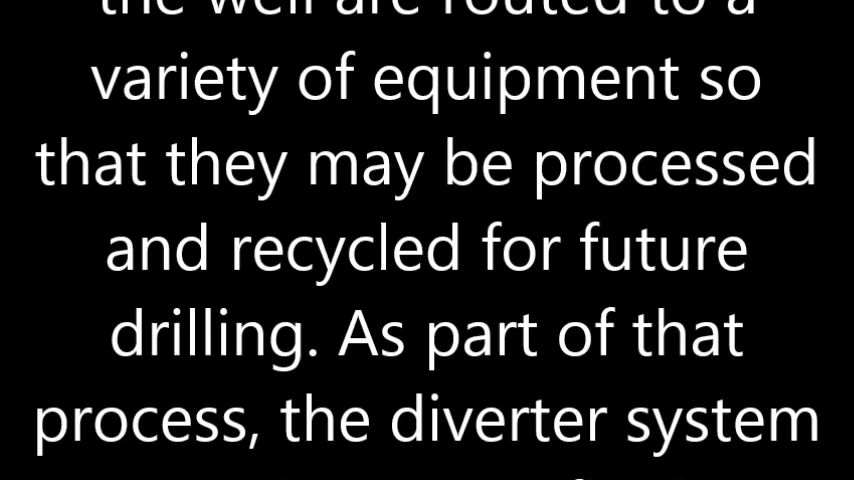 the well are routed to a
variety of equipment so
that they may be processed
and recycled for future
drilling. As part of that
process, the diverter system